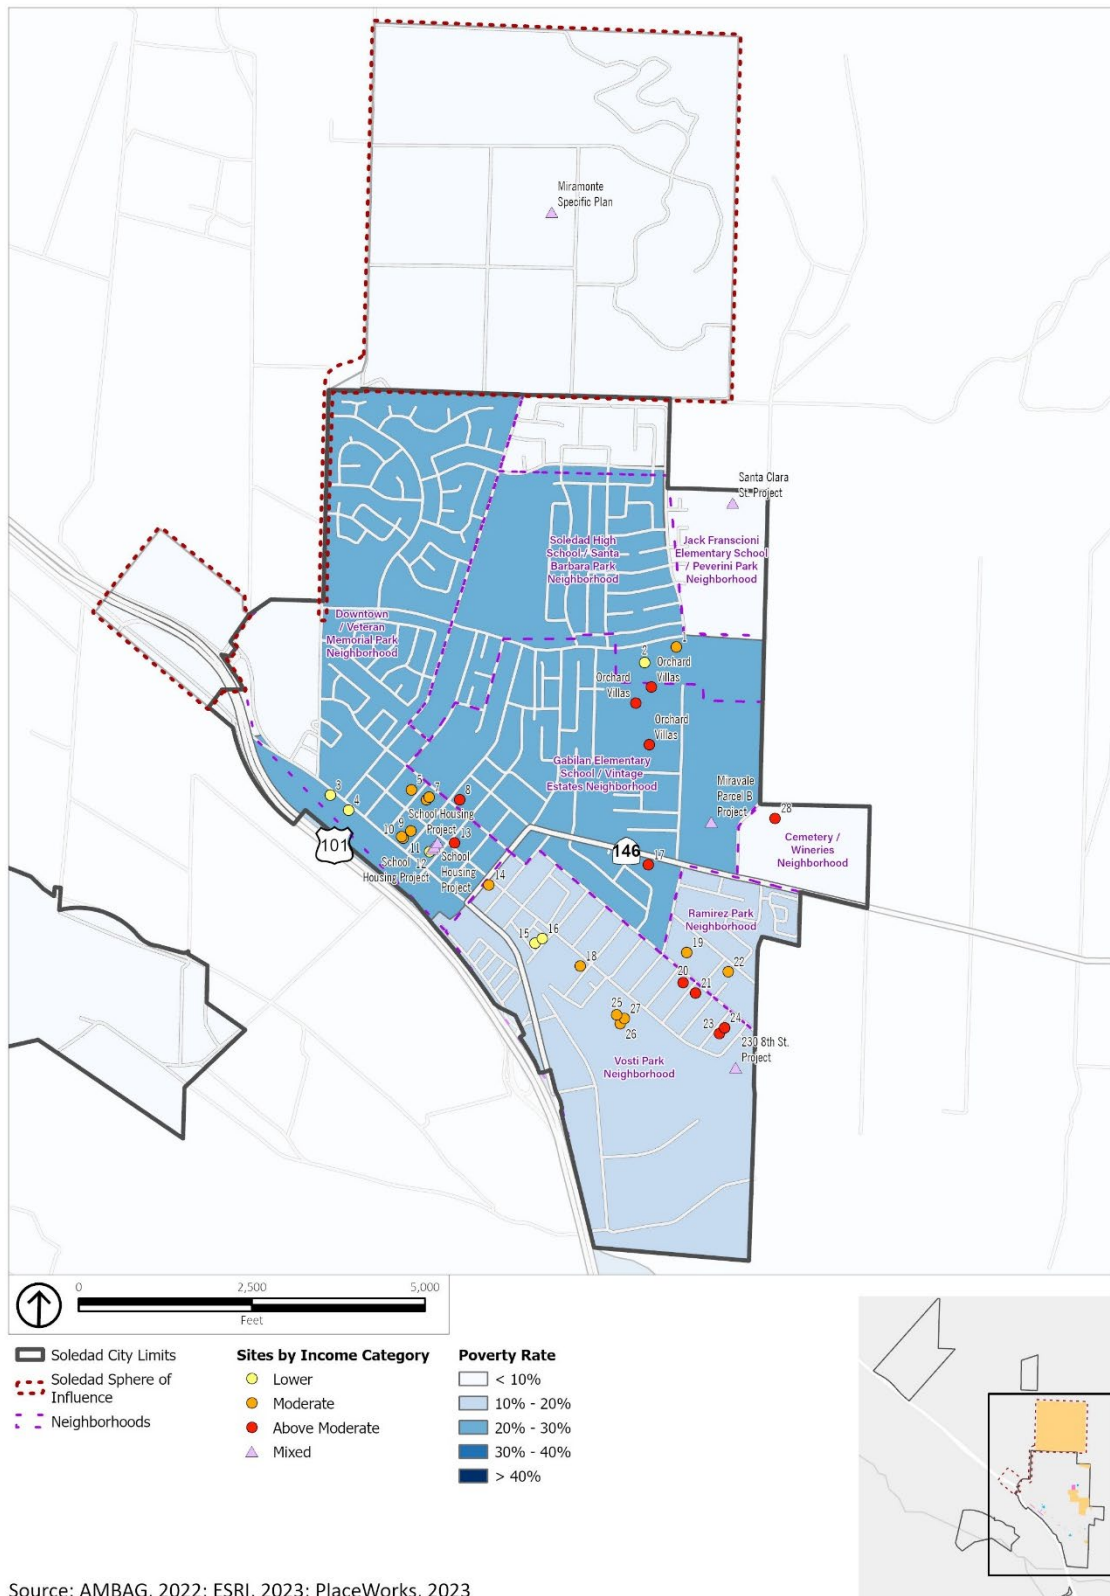 Miramonte
Specific Plan
Santa Clara
St. Project
Soledad High
School / Santa
Barbara Park
Neighborhood
Jack Franscioni
Elementary School
/ Peverini Park
Neighborhood
Downtown
/ Veteran
Memorial Park
Neighborhood
1
2
Orchard
Villas
Orchard
Villas
Orchard
Villas
Gabilan Elementary
School / Vintage
Estates Neighborhood
Miravale
Parcel B
Project
3
4
5
7
8
28
School Housing
Project
Cemetery /
Wineries
Neighborhood
9
10
11
12
13
101
School
Housing Project
School
Housing
Project
146
17
14
Ramirez Park
Neighborhood
15
16
18
19
20
21
22
25
27
26
23
24
230 8th St.
Project
Vosti Park
Neighborhood
0
2,500
5,000
Feet
Soledad City Limits
Soledad Sphere of
Influence
Neighborhoods
Sites by Income Category
Lower
Moderate
Above Moderate
Mixed
Poverty Rate
< 10%
10% - 20%
20% - 30%
30% - 40%
> 40%
Source: AMBAG, 2022; ESRI, 2023; PlaceWorks, 2023